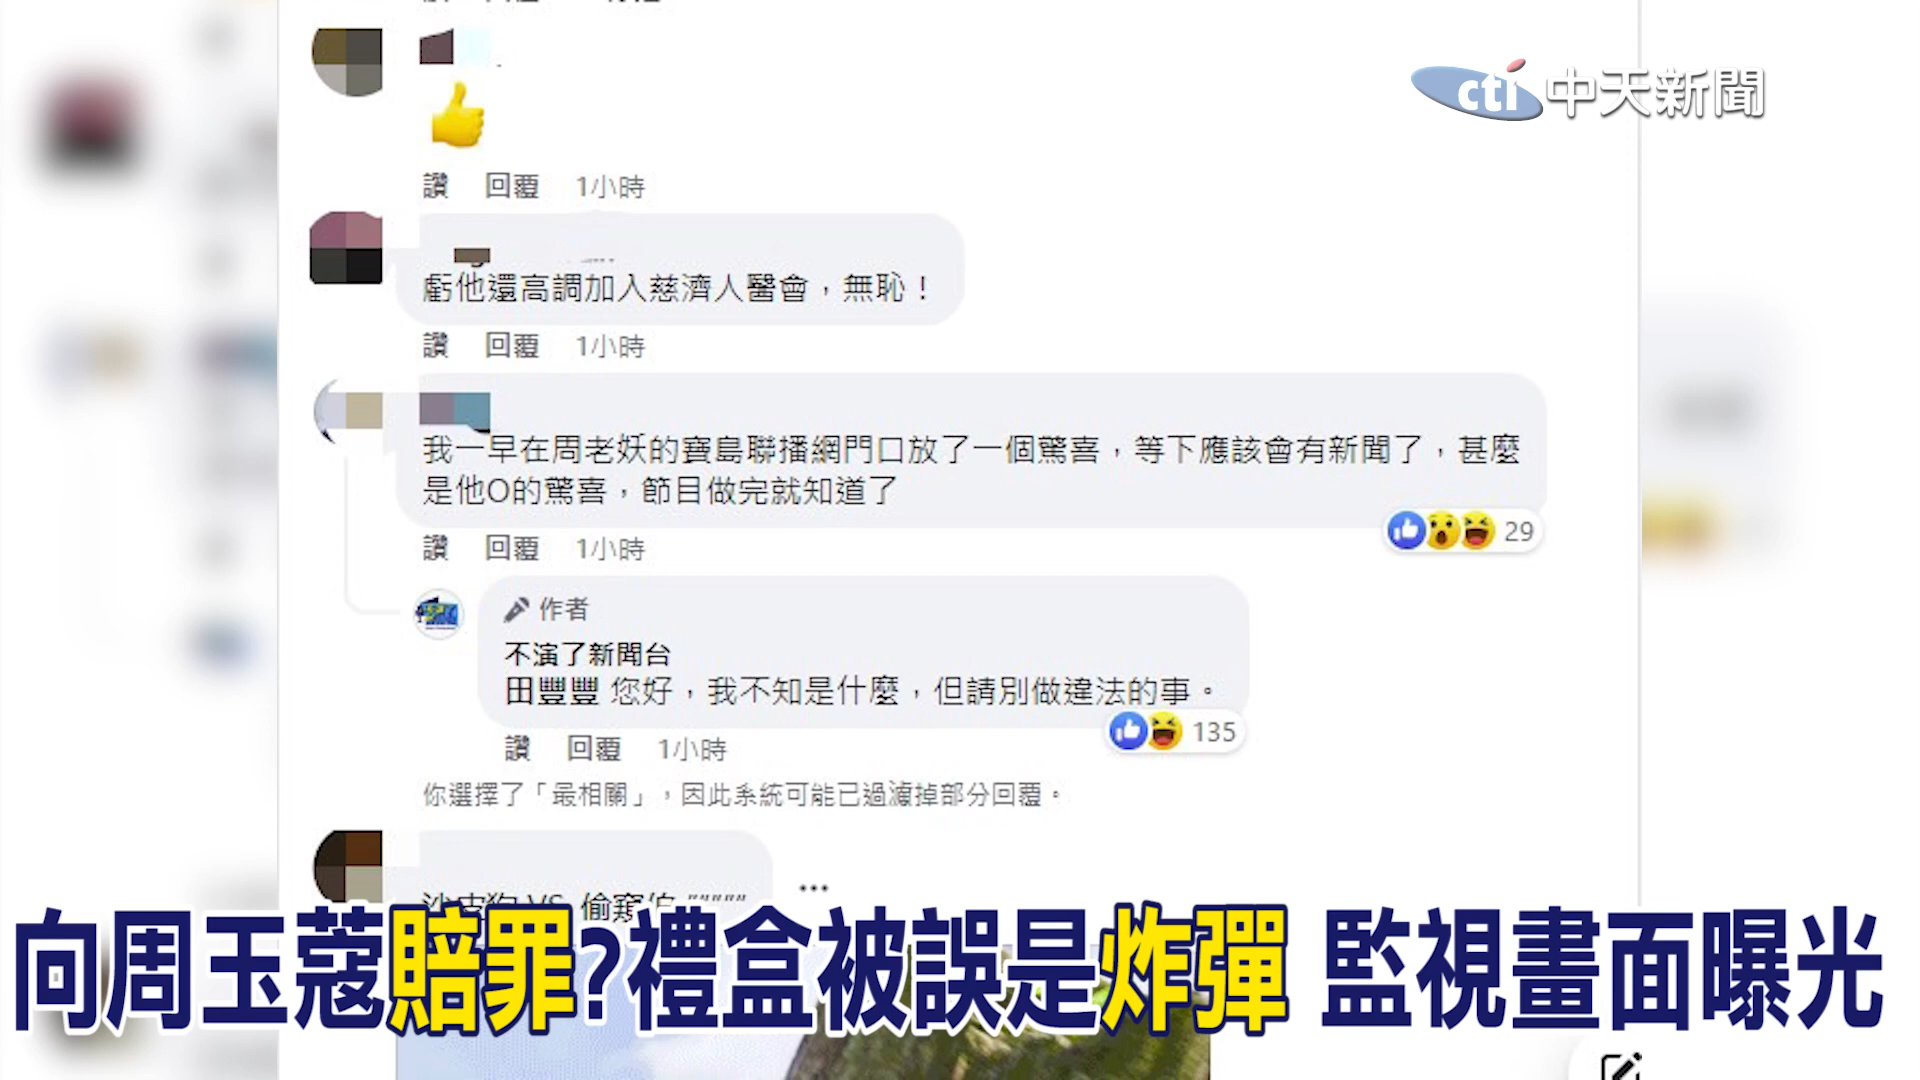 cti 中天新聞
讚 回覆 1小時
虧他還高調加入慈濟人醫會，無恥！
讚 回覆 1小時
我一早在周老妖的寶島聯播網門口放了一個驚喜，等下應該會有新聞了，甚麼
是他O的驚喜，節目做完就知道了
29
讚 回覆 1小時
作者
不演了新聞台
田豐豐 您好，我不知是什麼，但請別做違法的事。
135
讚 回覆 1小時
你選擇了「最相關」，因此系統可能已過濾掉部分回覆。
沙皮狗 VS 偷窺伯
向周玉蔻賠罪?禮盒被誤是炸彈 監視畫面曝光